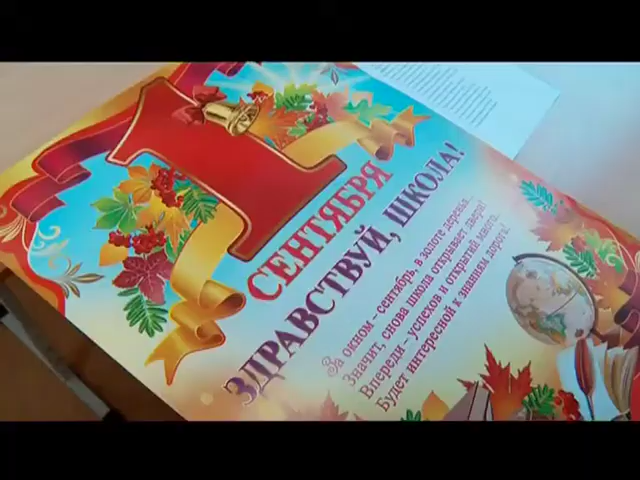 1
СЕНТЯБРЯ
ЗДРАВСТВУЙ, ШКОЛА!
За окном - сентябрь, в золоте деревья...
Значит, снова школа открывает двери!
Впереди - успехов и открытий много,
Будет интересной к знаниям дорога!